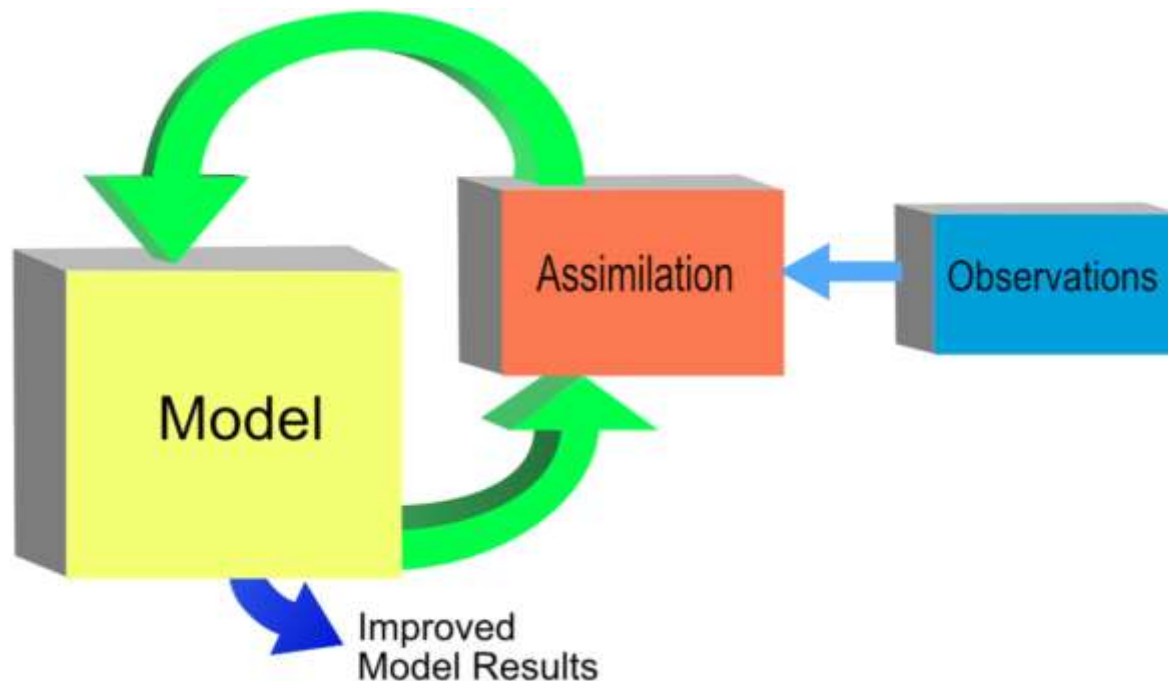 Assimilation
Observations
Model
Improved
Model Results